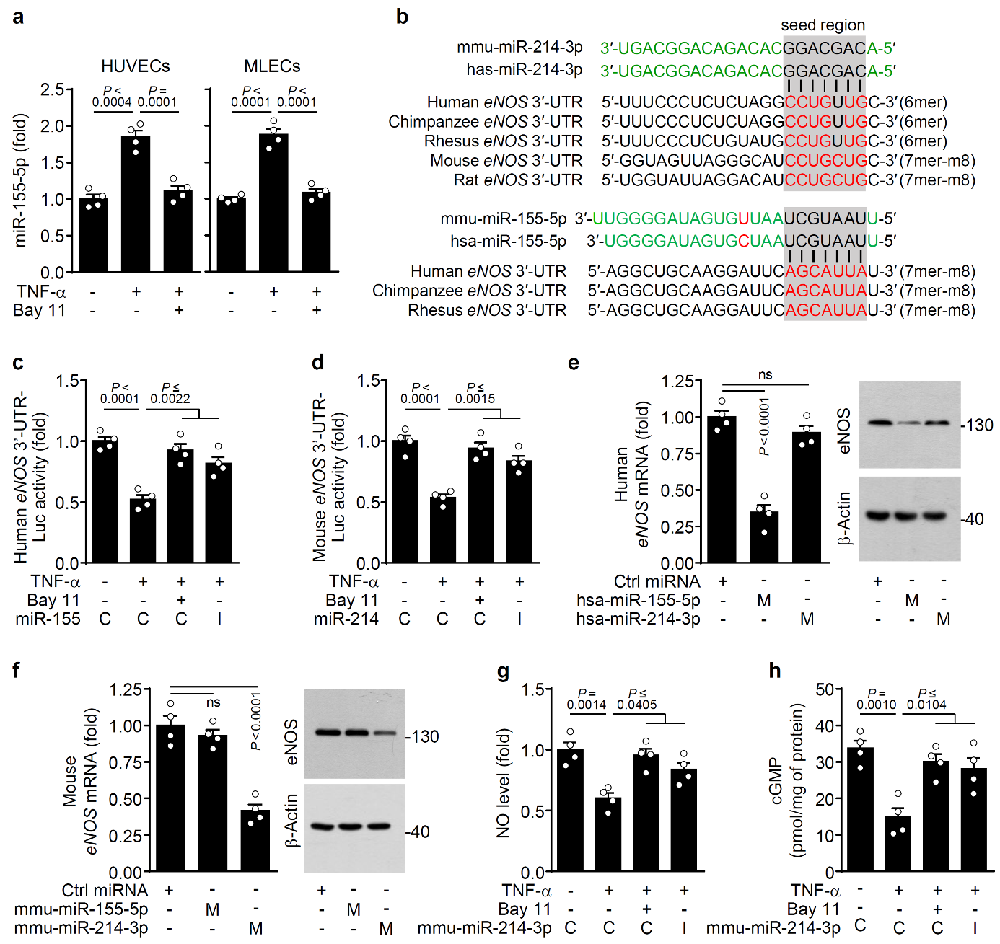 a
HUVECs MLECs
P < 0.0004 P = 0.0001 P < 0.0001 P < 0.0001
miR-155-5p (fold)
2.5
2.0
1.5
1.0
0.5
0.0
TNF-α - + + - + +
Bay 11 - - + - - +
b
seed region
mmu-miR-214-3p 3′-UGACGGACAGACACGGACGACA-5′
has-miR-214-3p 3′-UGACGGACAGACACGGACGACA-5′
Human eNOS 3′-UTR 5′-UUUCCCUCUCUAGGCCUGUUGC-3′ (6mer)
Chimpanzee eNOS 3′-UTR 5′-UUUCCCUCUCUAGGCCUGUUGC-3′ (6mer)
Rhesus eNOS 3′-UTR 5′-UUUCCCUCUGUAUGCCUGUUGC-3′ (6mer)
Mouse eNOS 3′-UTR 5′-GGUAGUUAGGGCAUCCUGCUGC-3′ (7mer-m8)
Rat eNOS 3′-UTR 5′-UGGUAUUAGGACAUCCUGCUGC-3′ (7mer-m8)
mmu-miR-155-5p 3′-UUGGGGAUAGUGUUAAUCGUAAUU-5′
hsa-miR-155-5p 3′-UGGGGAUAGUGCUAAUCGUAAUU-5′
Human eNOS 3′-UTR 5′-AGGCUGCAAGGAUUCAGCAUUAU-3′ (7mer-m8)
Chimpanzee eNOS 3′-UTR 5′-AGGCUGCAAGGAUUCAGCAUUAU-3′ (7mer-m8)
Rhesus eNOS 3′-UTR 5′-AGGCUGCAAGGAUUCAGCAUUAU-3′ (7mer-m8)
c
P < 0.0001 P ≤ 0.0022
Human eNOS 3’-UTR-
Luc activity (fold)
1.5
1.0
0.5
0.0
TNF-α - + + +
Bay 11 - - + -
miR-155 C C C I
d
P < 0.0001 P ≤ 0.0015
Mouse eNOS 3’-UTR-
Luc activity (fold)
1.5
1.0
0.5
0.0
TNF-α - + + +
Bay 11 - - + -
miR-214 C C C I
e
ns
P < 0.0001
Human
eNOS mRNA (fold)
1.25
1.00
0.75
0.50
0.25
0.00
eNOS -130
β-Actin -40
Ctrl miRNA + - - + - -
hsa-miR-155-5p - M - - M -
hsa-miR-214-3p - - M - - M
f
ns
P < 0.0001
Mouse
eNOS mRNA (fold)
1.25
1.00
0.75
0.50
0.25
0.00
eNOS -130
β-Actin -40
Ctrl miRNA + - - + - -
mmu-miR-155-5p - M - - M -
mmu-miR-214-3p - - M - - M
g
P = 0.0014 P ≤ 0.0405
NO level (fold)
1.5
1.0
0.5
0.0
TNF-α - + + +
Bay 11 - - + -
mmu-miR-214-3p C C C I
h
P = 0.0010 P ≤ 0.0104
cGMP
(pmol/mg of protein)
50
40
30
20
10
0
TNF-α - + + +
Bay 11 - - + -
mmu-miR-214-3p C C C I